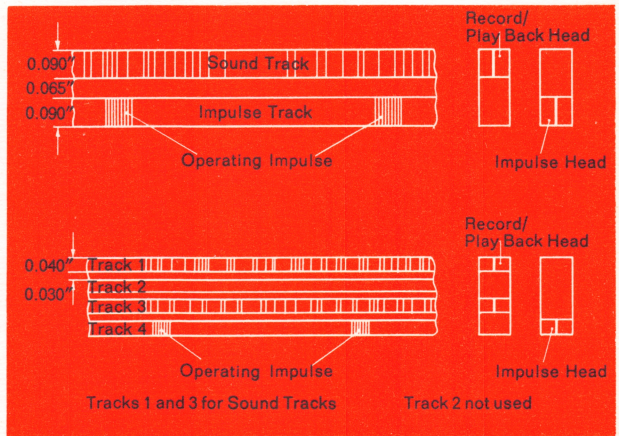 Record/
Play Back Head
0.090″
Sound Track
0.065″
0.090″
Impulse Track
Operating Impulse
Impulse Head
Record/
Play Back Head
0.040″
Track 1
0.030″
Track 2
Track 3
Track 4
Operating Impulse
Impulse Head
Tracks 1 and 3 for Sound Tracks
Track 2 not used